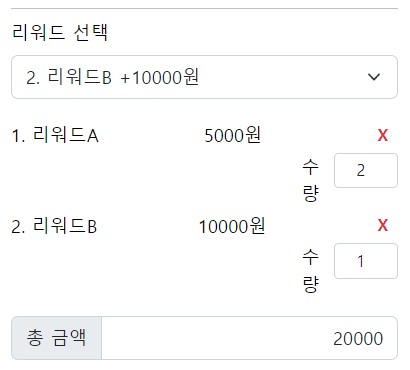 리워드 선택
2. 리워드B +10000원
1. 리워드A 5000원 X
수량 2
2. 리워드B 10000원 X
수량 1
총 금액 20000